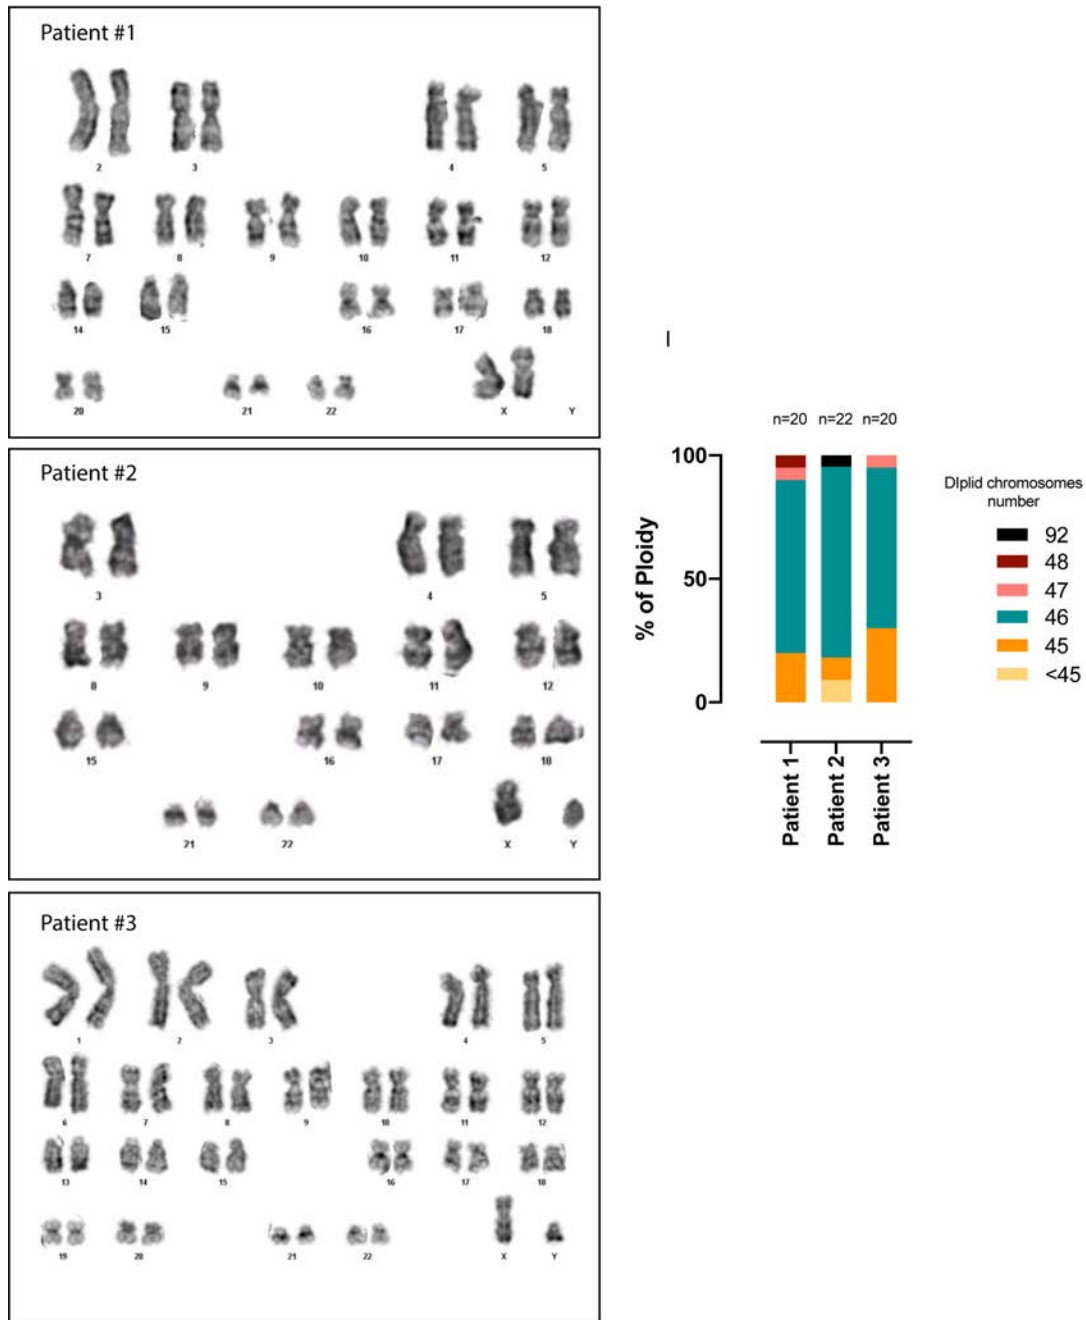 Patient #1
2 3 4 5
7 8 9 10 11 12
14 15 16 17 18
20 21 22 X Y
Patient #2
3 4 5
8 9 10 11 12
15 16 17 18
21 22 X Y
Patient #3
1 2 3 4 5
6 7 8 9 10 11 12
13 14 15 16 17 18
19 20 21 22 X Y
I
n=20 n=22 n=20
% of Ploidy
100
50
0
Patient 1
Patient 2
Patient 3
DIplid chromosomes
number
92
48
47
46
45
<45